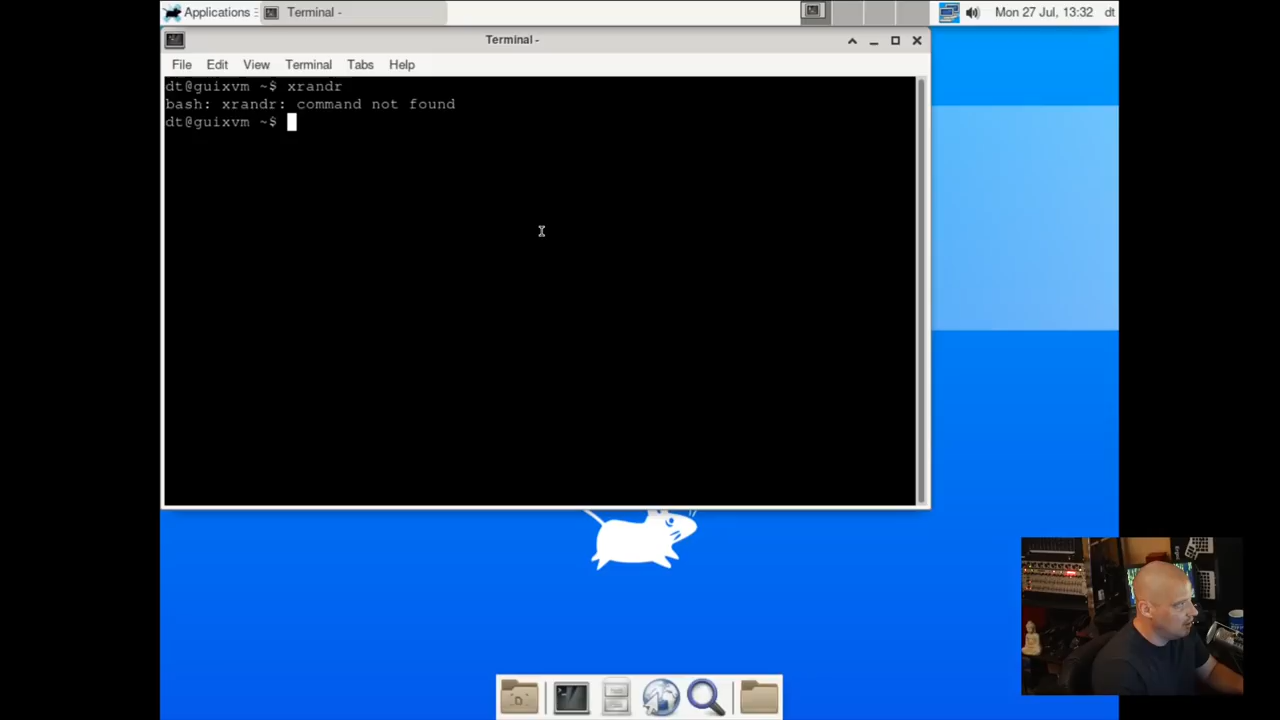 Applications
Terminal -
Mon 27 Jul, 13:32
dt
Terminal -
File Edit View Terminal Tabs Help
dt@guixvm ~$ xrandr
bash: xrandr: command not found
dt@guixvm ~$